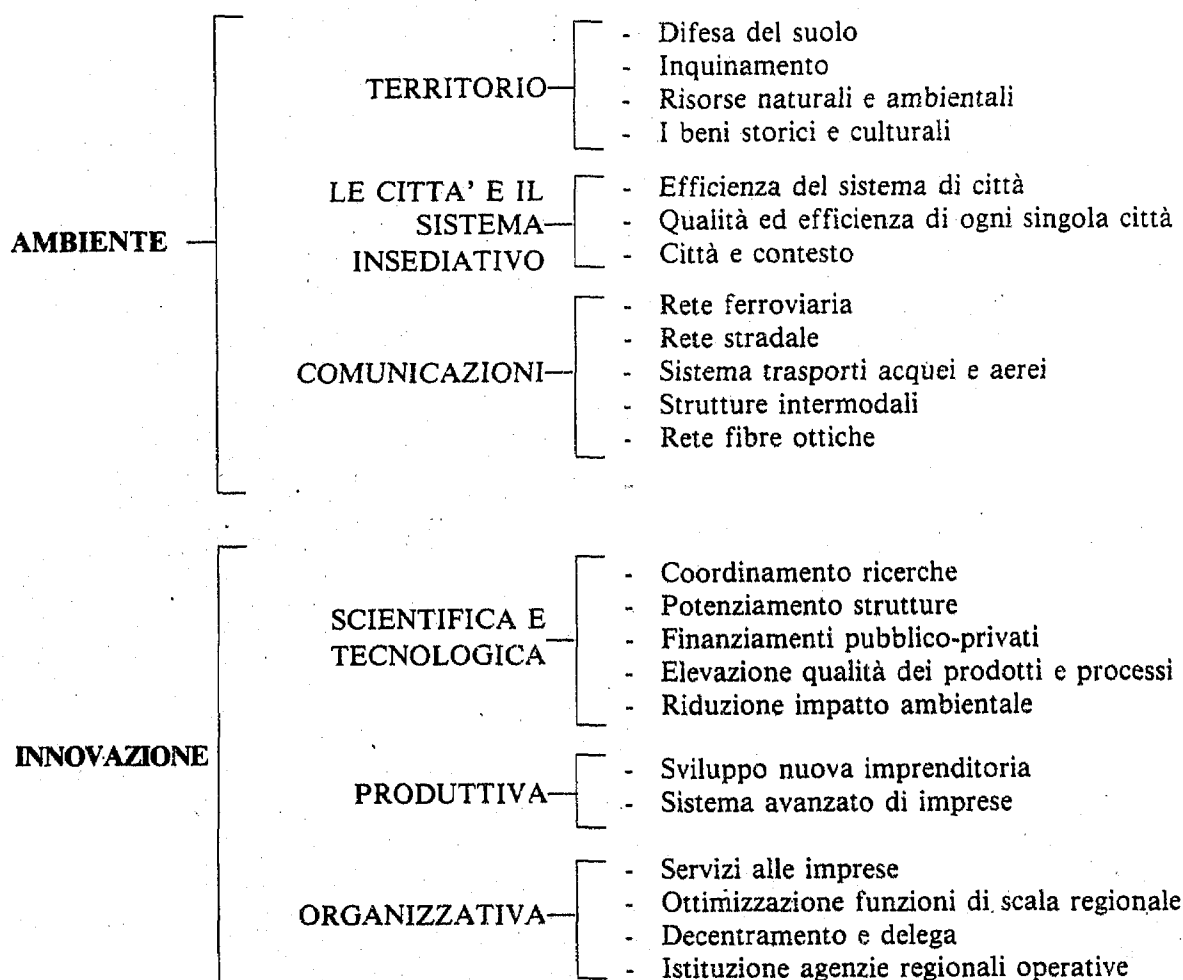 AMBIENTE
TERRITORIO
- Difesa del suolo
- Inquinamento
- Risorse naturali e ambientali
- I beni storici e culturali
LE CITTA' E IL
SISTEMA
INSEDIATIVO
- Efficienza del sistema di città
- Qualità ed efficienza di ogni singola città
- Città e contesto
COMUNICAZIONI
- Rete ferroviaria
- Rete stradale
- Sistema trasporti acquei e aerei
- Strutture intermodali
- Rete fibre ottiche
INNOVAZIONE
SCIENTIFICA E
TECNOLOGICA
- Coordinamento ricerche
- Potenziamento strutture
- Finanziamenti pubblico-privati
- Elevazione qualità dei prodotti e processi
- Riduzione impatto ambientale
PRODUTTIVA
- Sviluppo nuova imprenditoria
- Sistema avanzato di imprese
ORGANIZZATIVA
- Servizi alle imprese
- Ottimizzazione funzioni di scala regionale
- Decentramento e delega
- Istituzione agenzie regionali operative